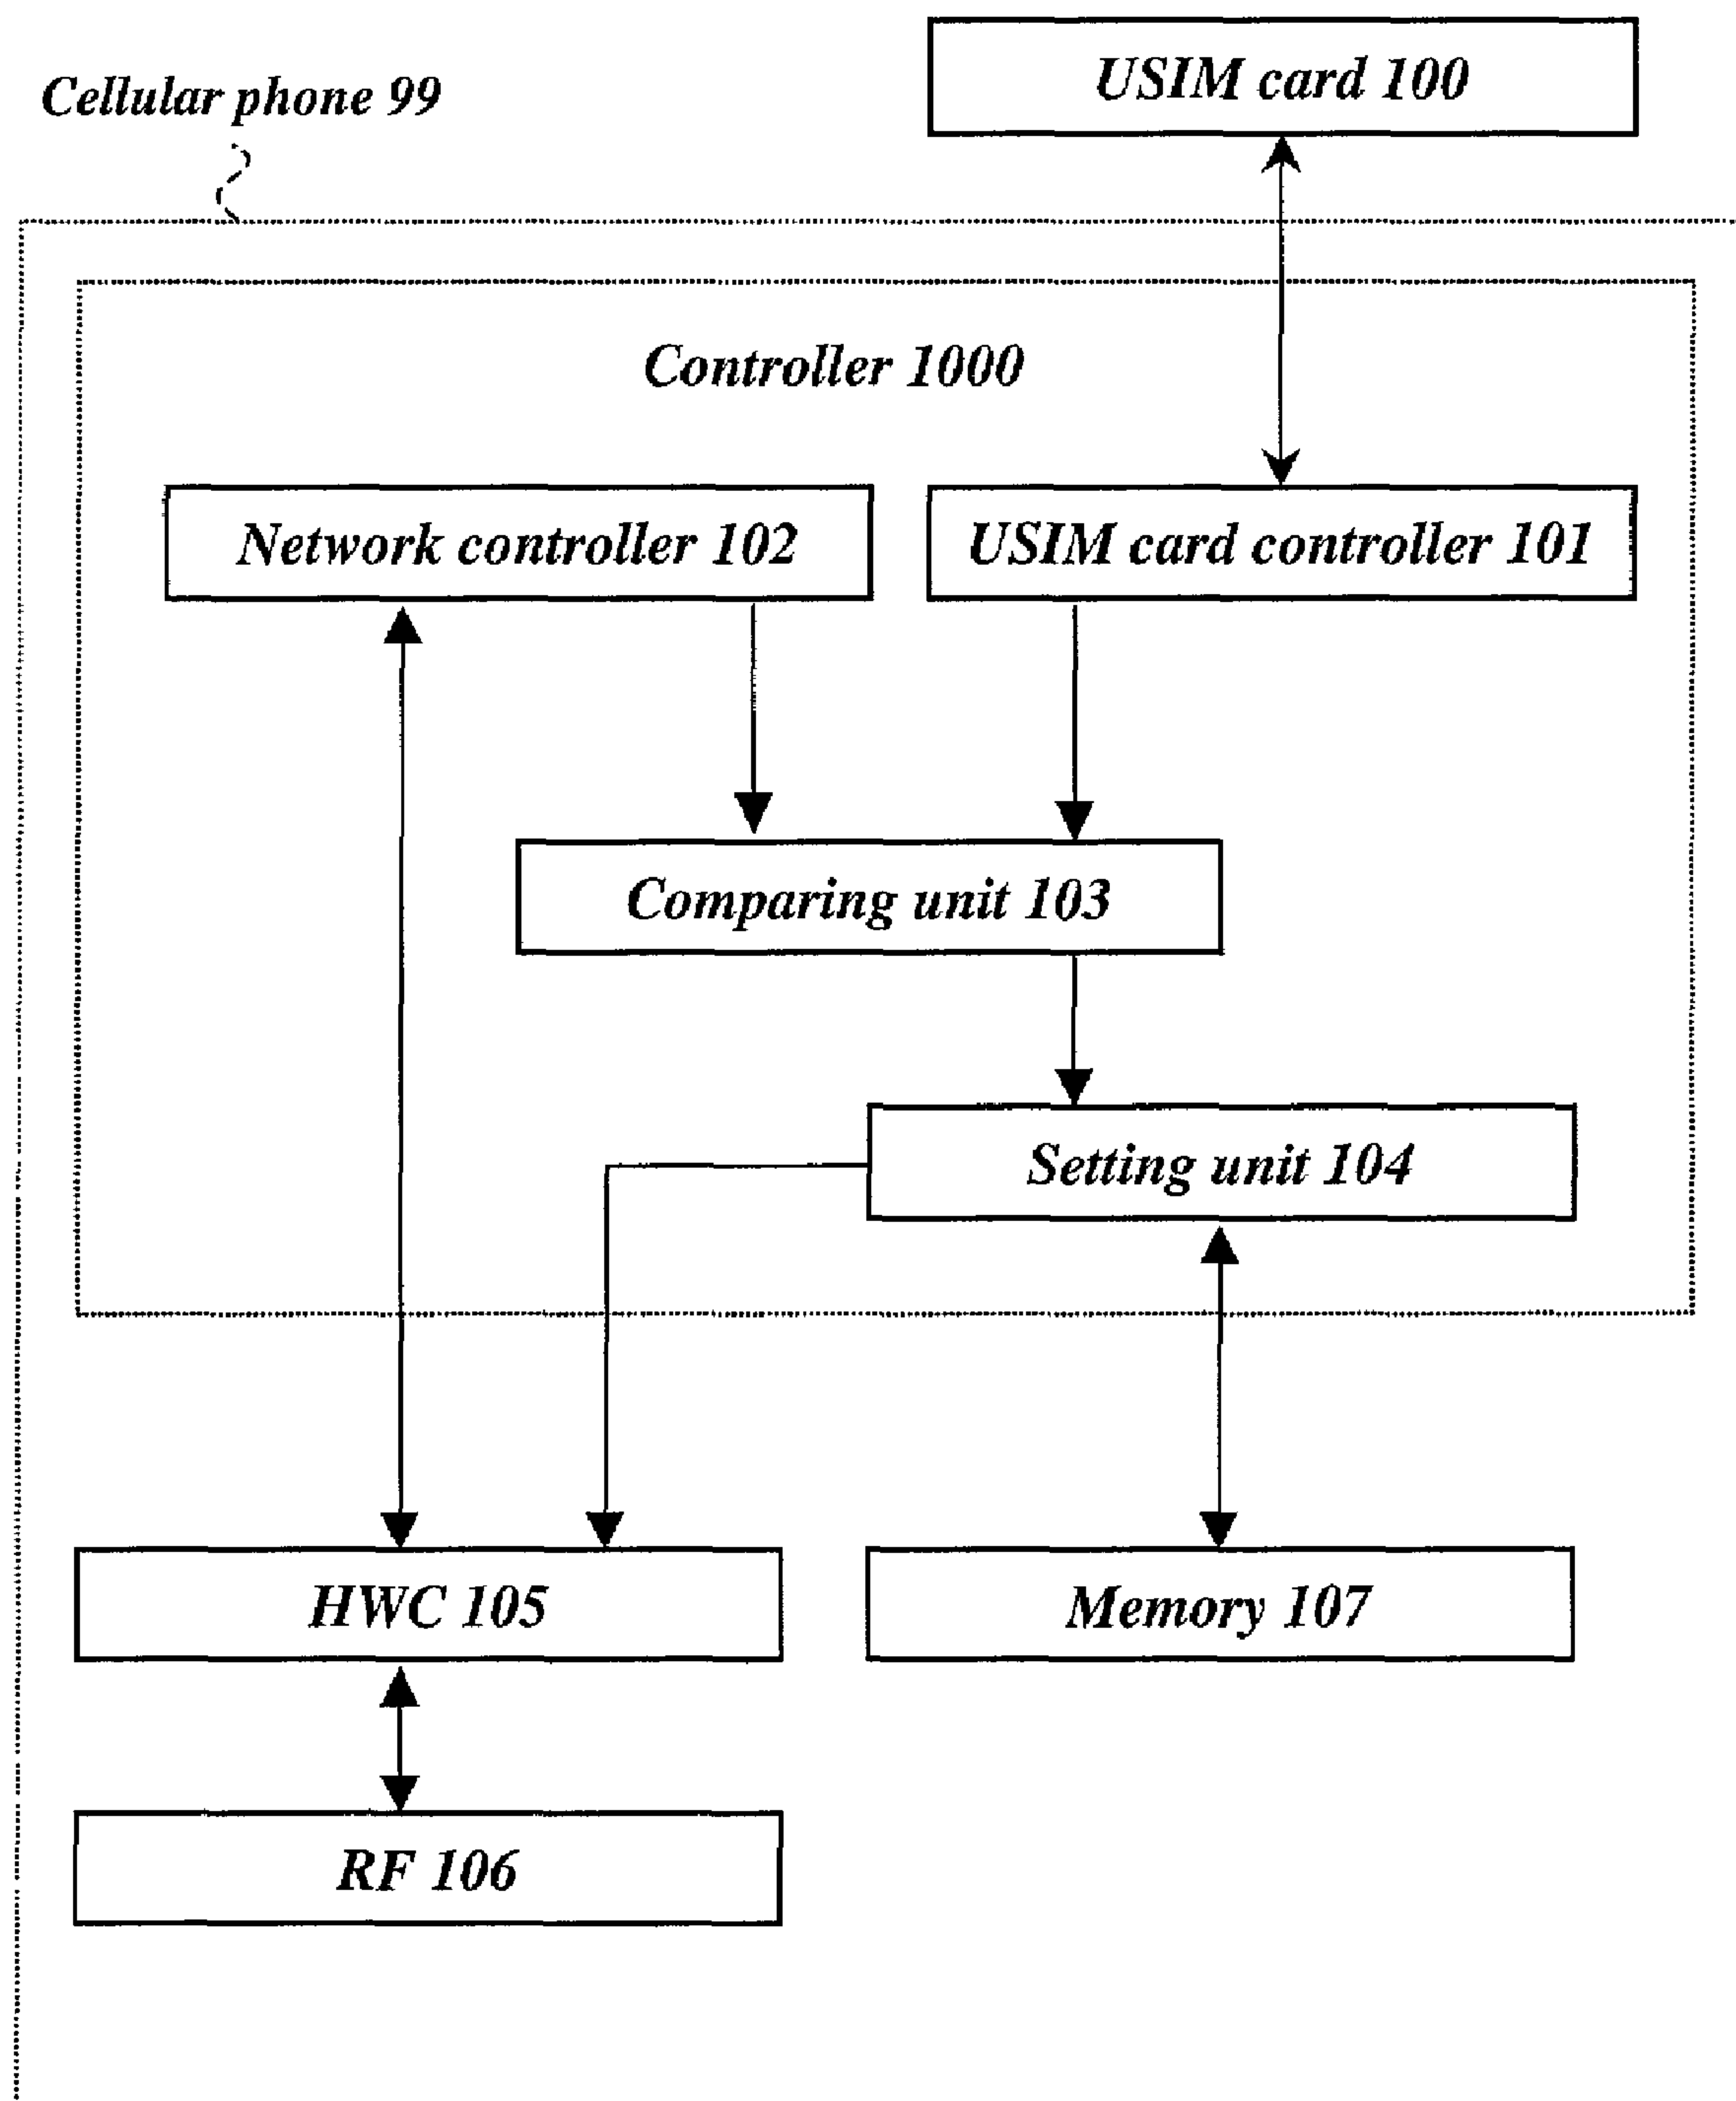 USIM card 100
Cellular phone 99
Controller 1000
Network controller 102
USIM card controller 101
Comparing unit 103
Setting unit 104
HWC 105
Memory 107
RF 106